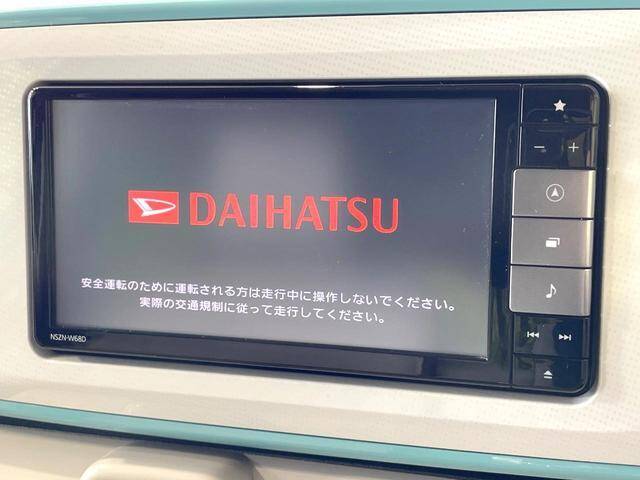 DAIHATSU
安全運転のために運転される方は走行中に操作しないでください。
実際の交通規制に従って走行してください。
NSZN-W68D